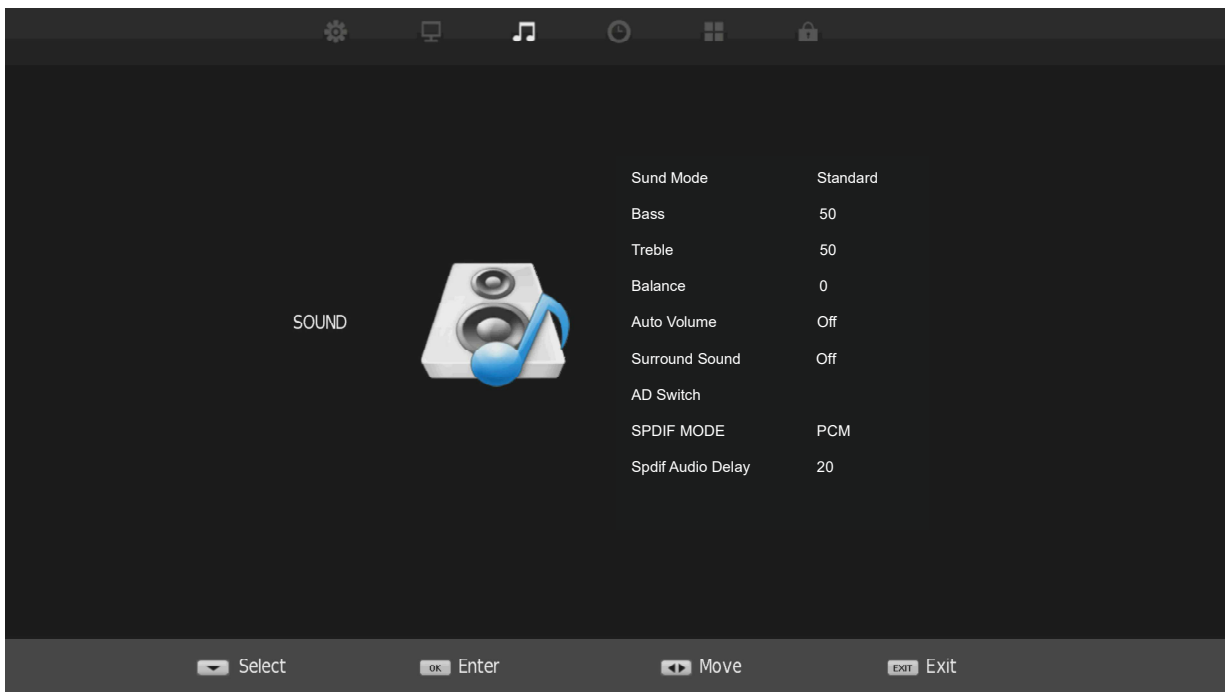 Sund Mode Standard
Bass 50
Treble 50
Balance 0
SOUND
Auto Volume Off
Surround Sound Off
AD Switch
SPDIF MODE PCM
Spdif Audio Delay 20
Select OK Enter Move EXIT Exit